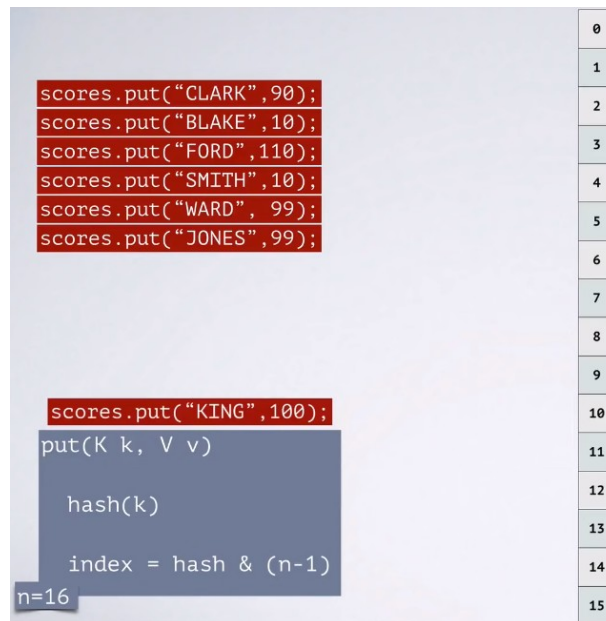 scores.put(“CLARK”,90);
scores.put(“BLAKE”,10);
scores.put(“FORD”,110);
scores.put(“SMITH”,10);
scores.put(“WARD”, 99);
scores.put(“JONES”,99);
scores.put(“KING”,100);
put(K k, V v)
hash(k)
index = hash & (n-1)
n=16
0
1
2
3
4
5
6
7
8
9
10
11
12
13
14
15